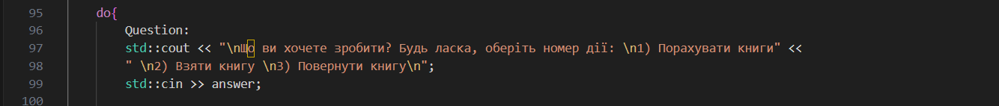 95 do{
96 Question:
97 std::cout << "\nЩо ви хочете зробити? Будь ласка, оберіть номер дії: \n1) Порахувати книги" <<
98 " \n2) Взяти книгу \n3) Повернути книгу\n";
99 std::cin >> answer;
100